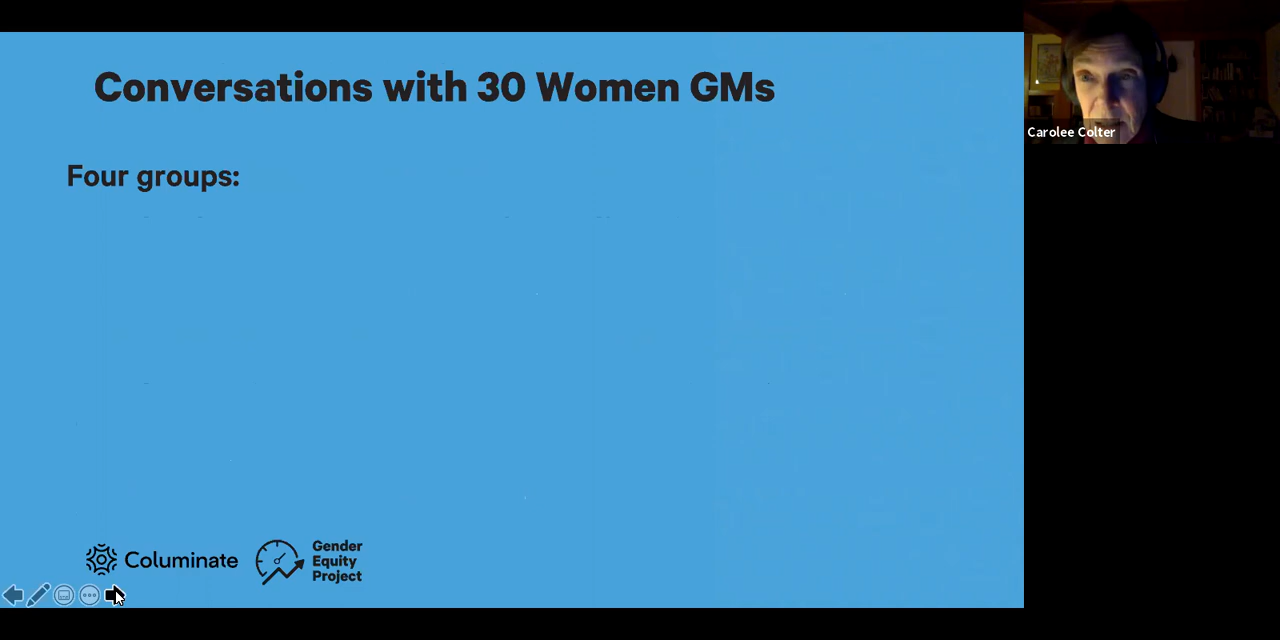 Conversations with 30 Women GMs
Carolee Colter
Four groups:
Columinate
Gender
Equity
Project